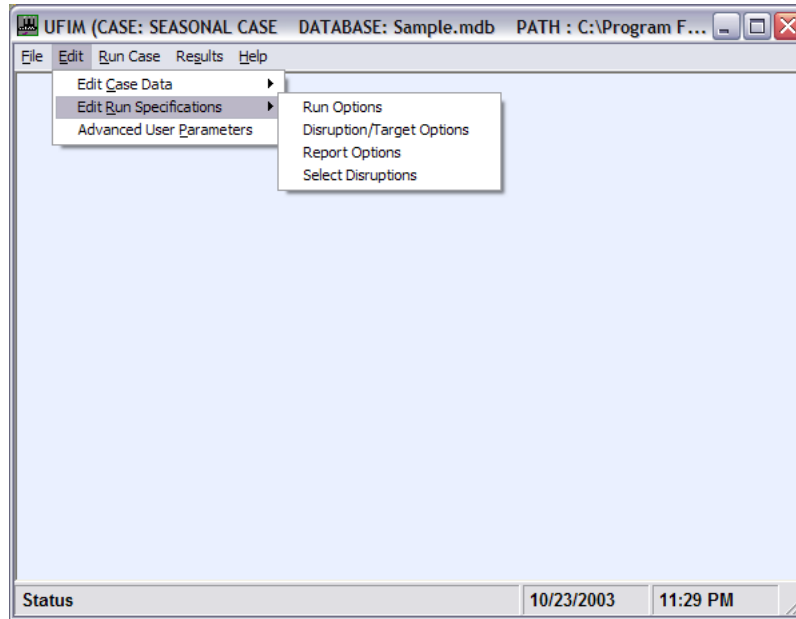 UFIM (CASE: SEASONAL CASE DATABASE: Sample.mdb PATH : C:\Program F...
File Edit Run Case Results Help
Edit Case Data
Edit Run Specifications
Advanced User Parameters
Run Options
Disruption/Target Options
Report Options
Select Disruptions
Status 10/23/2003 11:29 PM